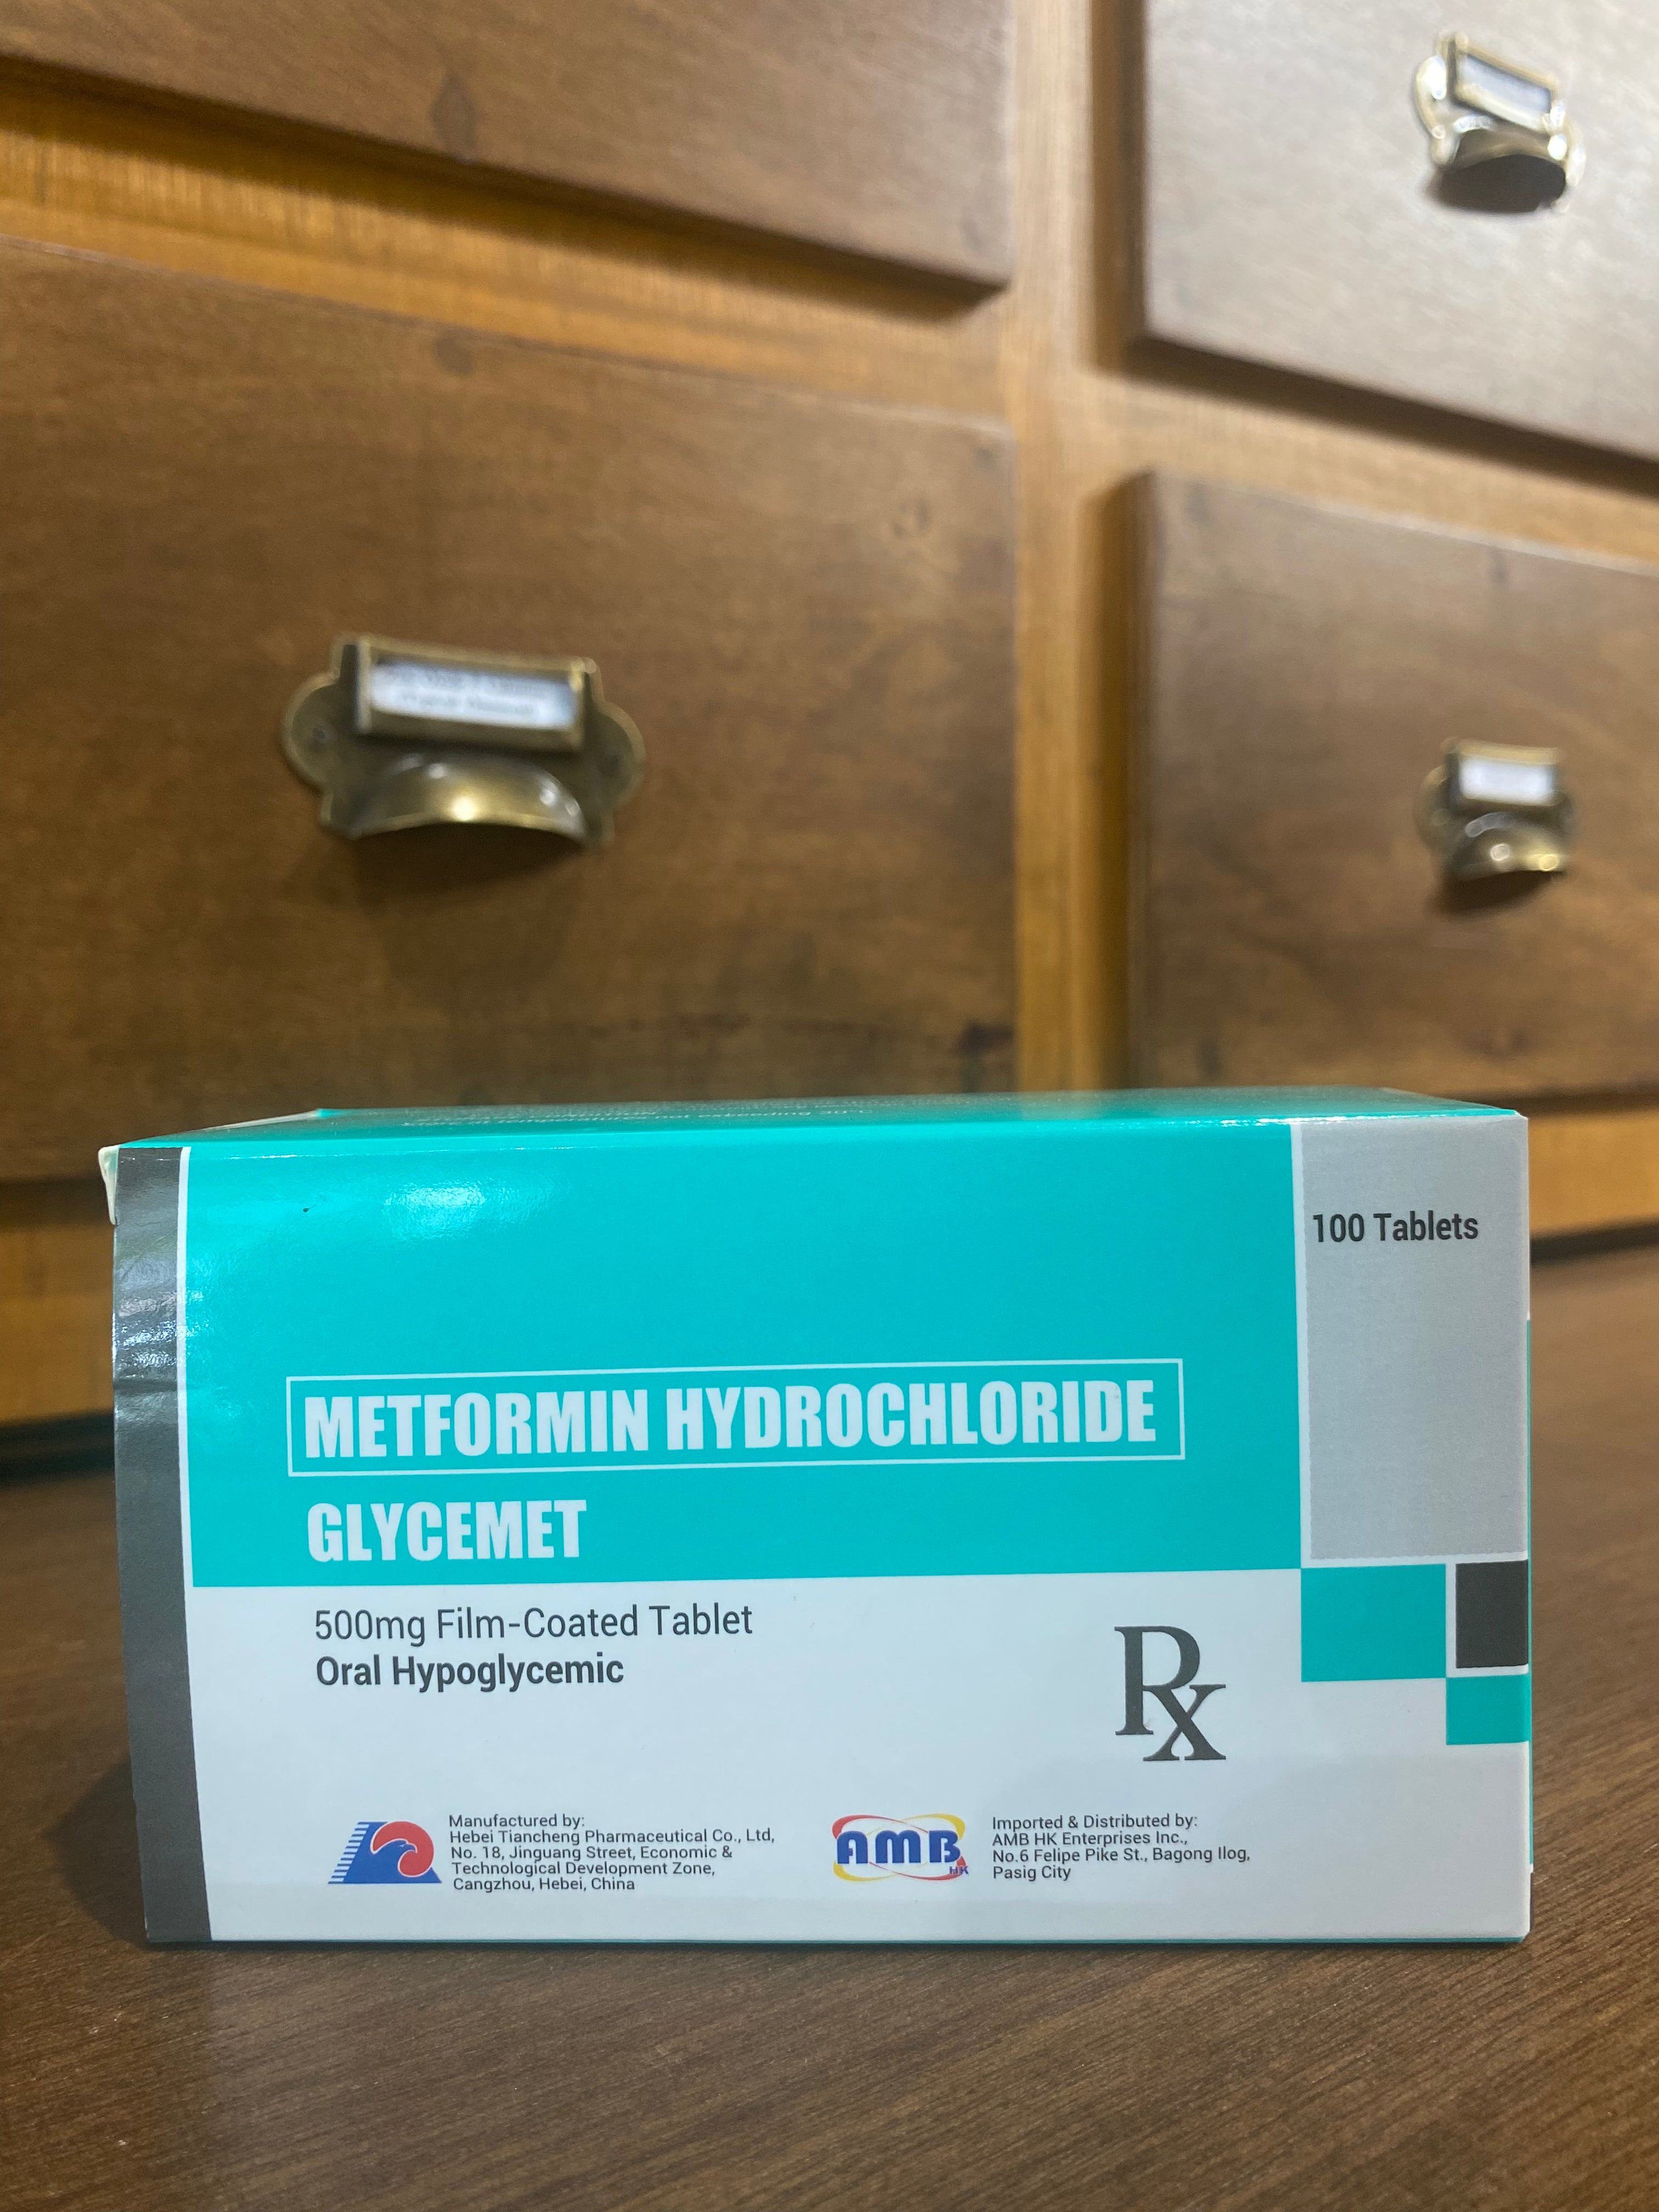 100 Tablets
METFORMIN HYDROCHLORIDE
GLYCEMET
500mg Film-Coated Tablet
Oral Hypoglycemic
Rx
Manufactured by:
Hebei Tiancheng Pharmaceutical Co., Ltd,
No. 18, Jinguang Street, Economic &
Technological Development Zone,
Cangzhou, Hebei, China
AMB
HK
Imported & Distributed by:
AMB HK Enterprises Inc.,
No.6 Felipe Pike St., Bagong Ilog,
Pasig City